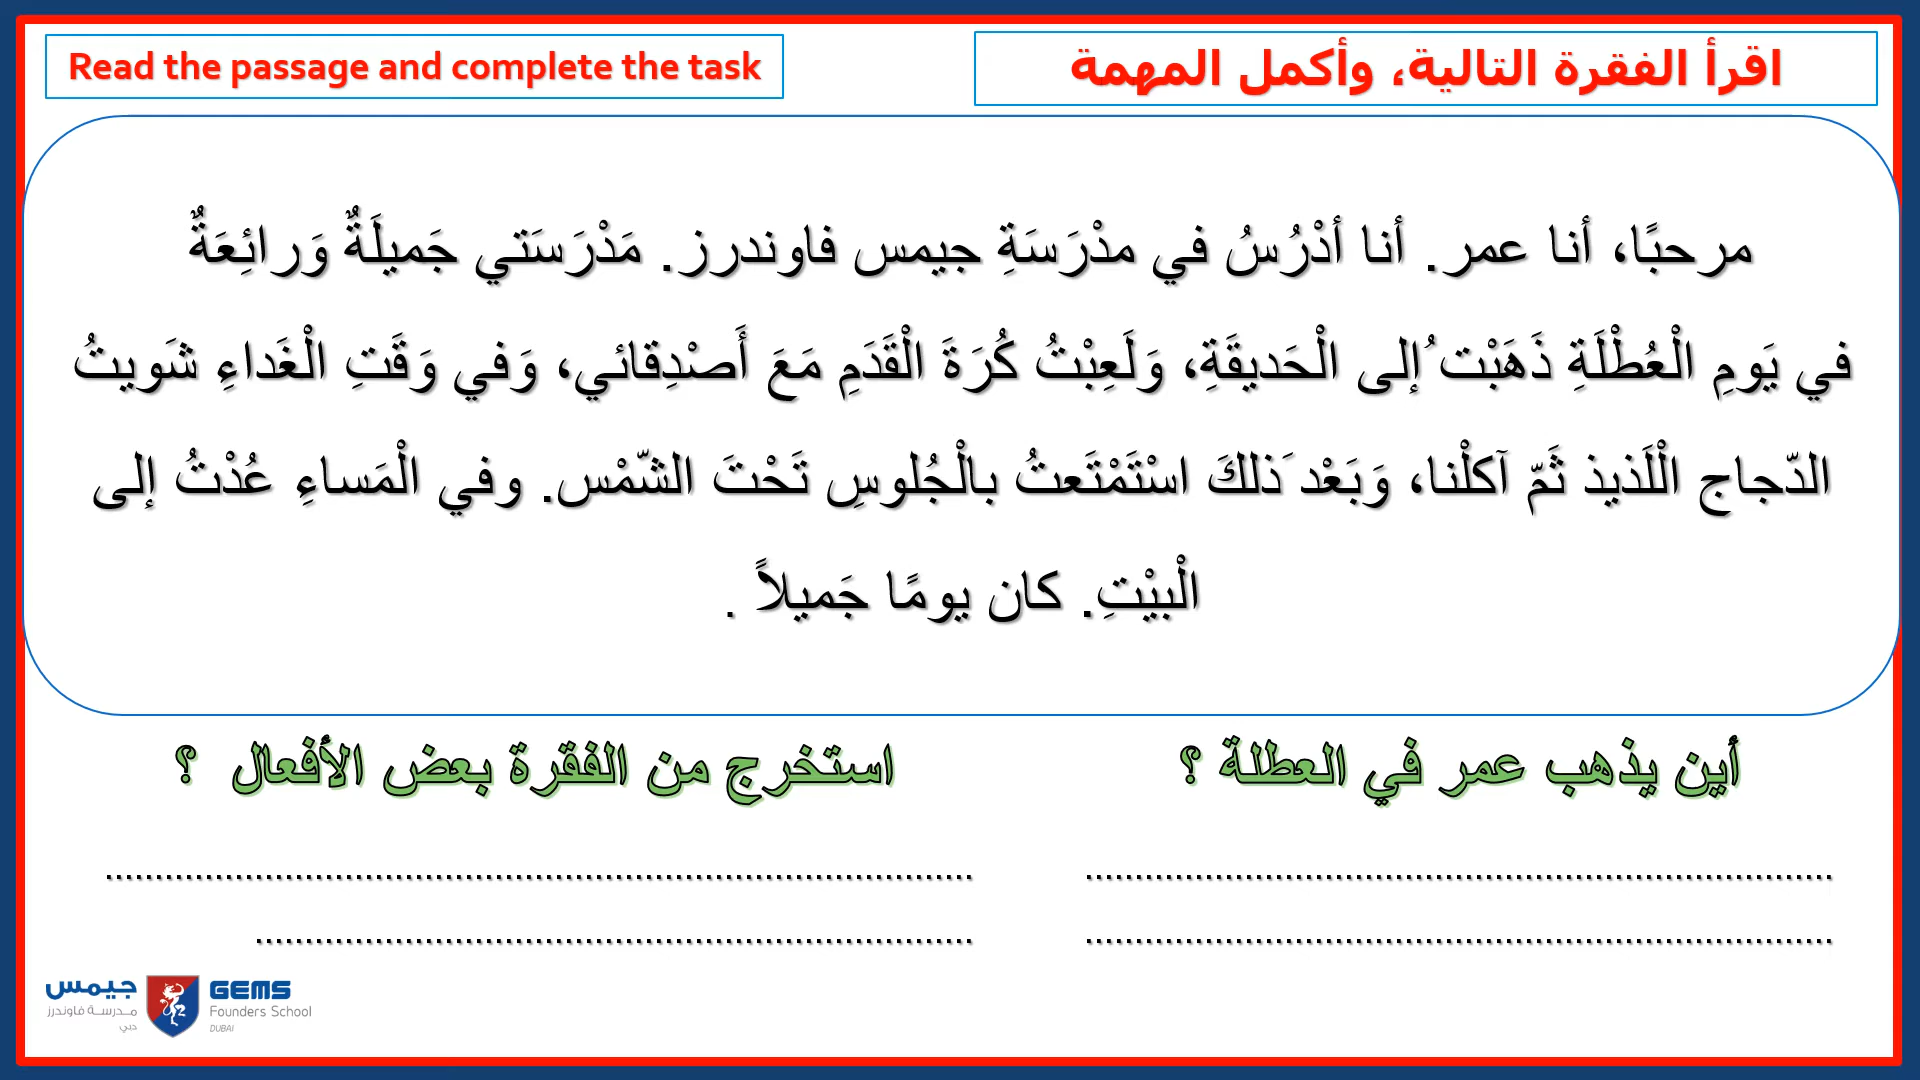 Read the passage and complete the task
اقرأ الفقرة التالية، وأكمل المهمة
مرحبًا، أنا عمر. أنا أدْرُسُ في مدْرَسَةِ جيمس فاوندرز. مَدْرَسَتي جَميلَةٌ وَرائِعَةٌ
في يَومِ الْعُطْلَةِ ذَهَبْت ُإلى الْحَديقَةِ، وَلَعِبْتُ كُرَةَ الْقَدَمِ مَعَ أَصْدِقائي، وَفي وَقَتِ الْغَداءِ شَويتُ
الدّجاج الْلَذيذ ثَمّ آكلْنا، وَبَعْد َذلكَ اسْتَمْتَعتُ بالْجُلوسِ تَحْتَ الشّمْس. وفي الْمَساءِ عُدْتُ إلى
الْبيْتِ. كان يومًا جَميلاً .
أين يذهب عمر في العطلة ؟
استخرج من الفقرة بعض الأفعال ؟
جيمس
مدرسة فاوندرز
دبي
GEMS
Founders School
DUBAI